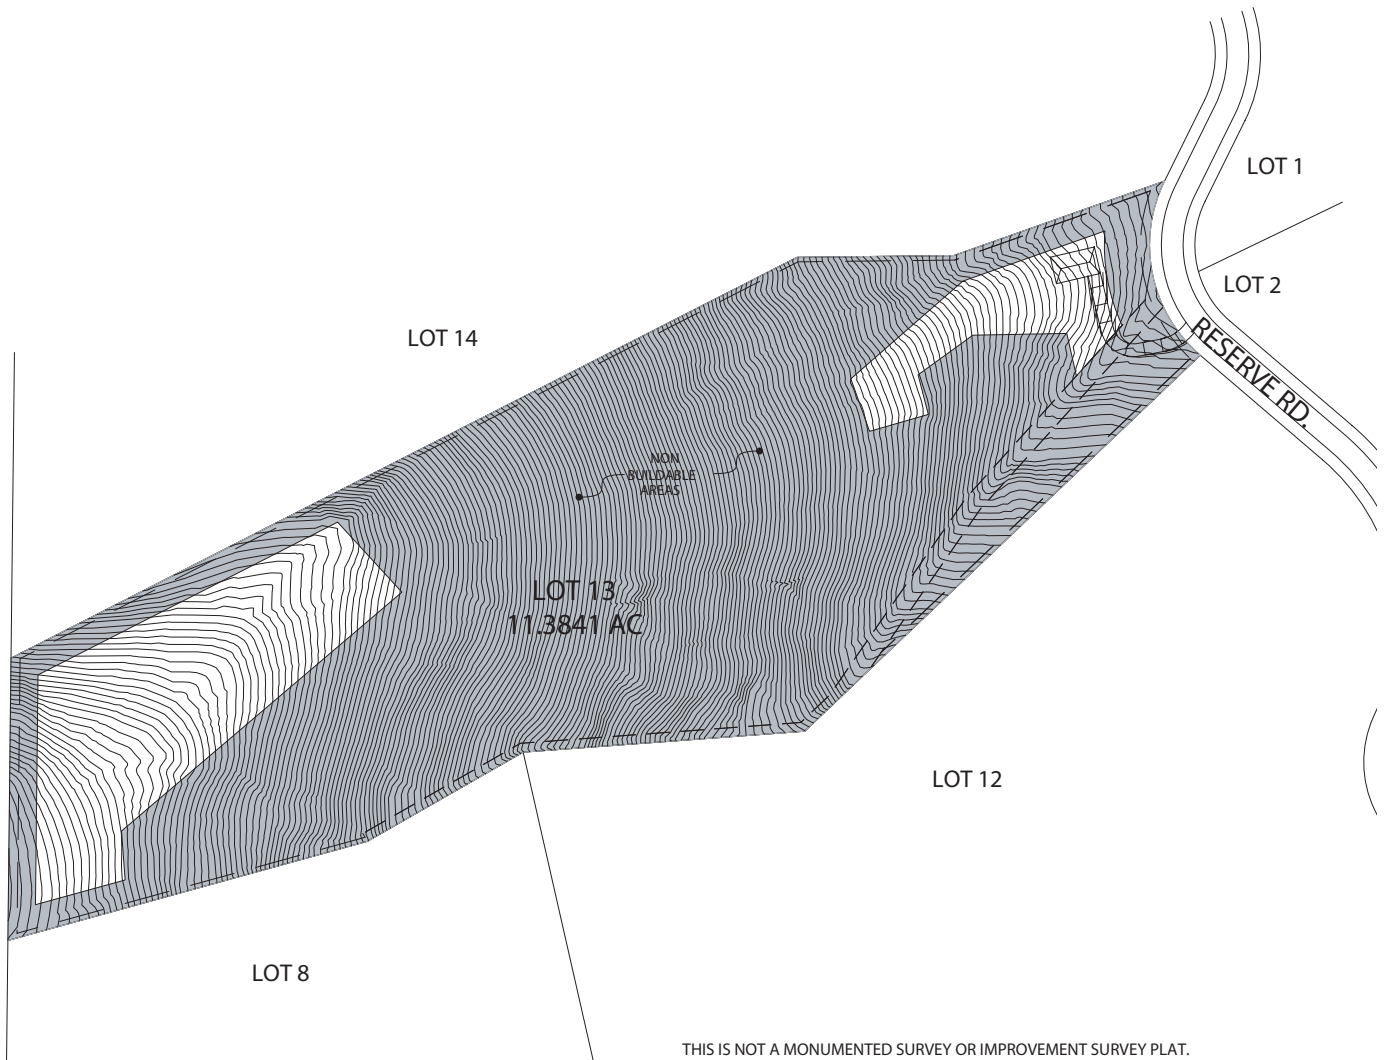 LOT 1
LOT 2
RESERVE RD.
LOT 14
NON
BUILDABLE
AREAS
LOT 13
11.3841 AC
LOT 12
LOT 8
THIS IS NOT A MONUMENTED SURVEY OR IMPROVEMENT SURVEY PLAT.